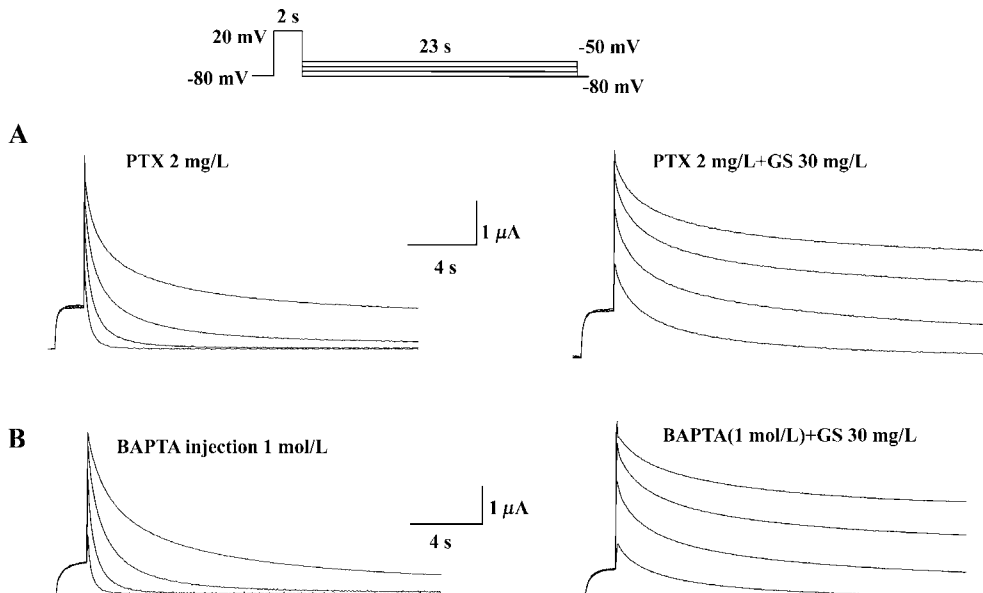 2 s
20 mV
23 s
-50 mV
-80 mV
-80 mV
A
PTX 2 mg/L
PTX 2 mg/L+GS 30 mg/L
1 μA
4 s
B
BAPTA injection 1 mol/L
BAPTA(1 mol/L)+GS 30 mg/L
1 μA
4 s